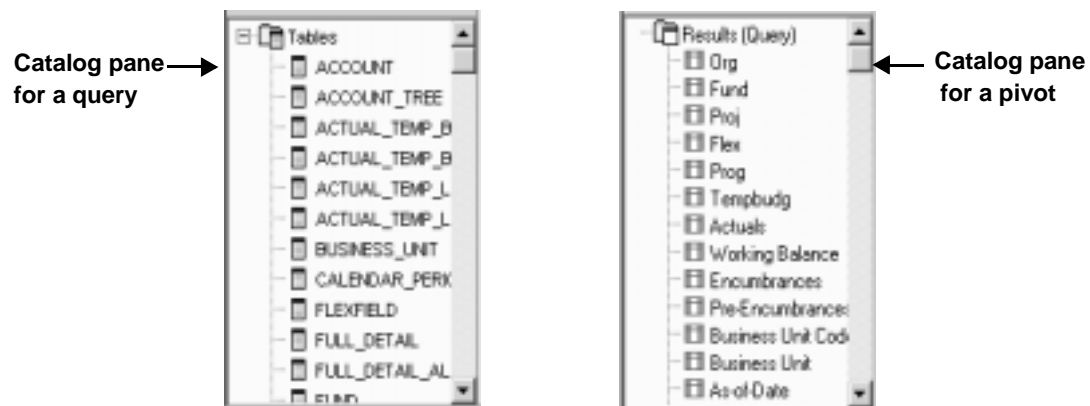 Catalog pane
for a query
Tables
ACCOUNT
ACCOUNT_TREE
ACTUAL_TEMP_B
ACTUAL_TEMP_B
ACTUAL_TEMP_L
ACTUAL_TEMP_L
BUSINESS_UNIT
CALENDAR_PERIO
FLEXFIELD
FULL_DETAIL
FULL_DETAIL_AL
FUND
Results (Query)
Org
Fund
Proj
Flex
Prog
Tempbudg
Actuals
Working Balance
Encumbrances
Pre-Encumbrances
Business Unit Code
Business Unit
As-of-Date
Catalog pane
for a pivot